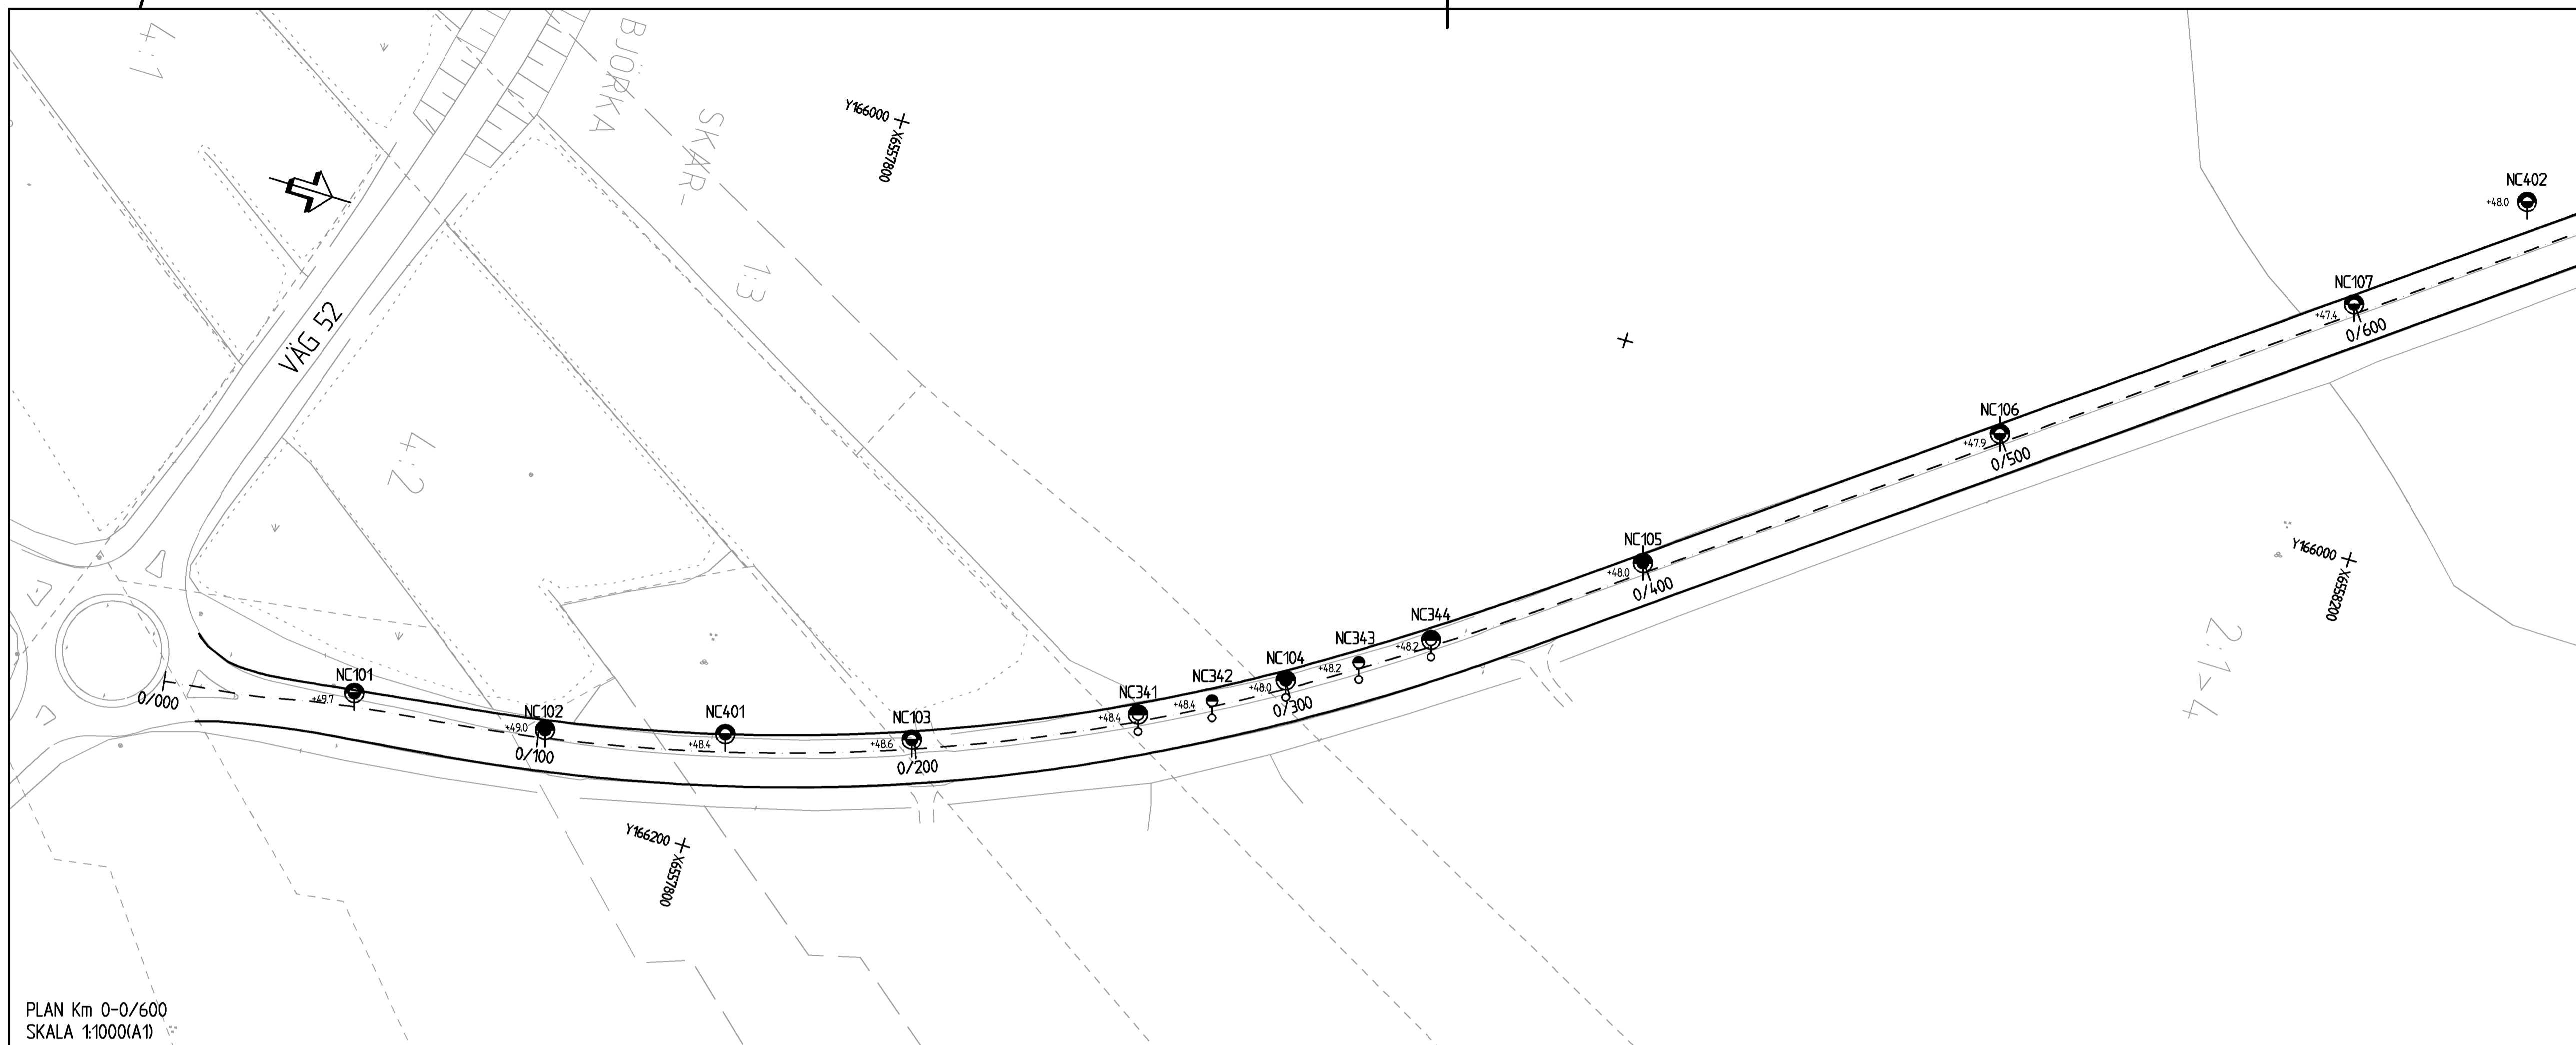 4:1
BJÖRKA
SKÄR-
Y166000
X6557800
1:3
VÄG 52
4:2
NC402
+48.0
NC107
+47.4
0/600
NC106
+47.9
0/500
NC105
+48.0
0/400
Y166000
X6558200
NC344
+48.2
NC343
+48.2
NC104
+48.0
0/300
NC342
+48.4
NC341
+48.4
NC101
+49.7
0/000
NC102
+49.0
0/100
NC401
+48.4
NC103
+48.6
0/200
2:1>4
Y166200
X6557800
PLAN Km 0-0/600
SKALA 1:1000(A1)